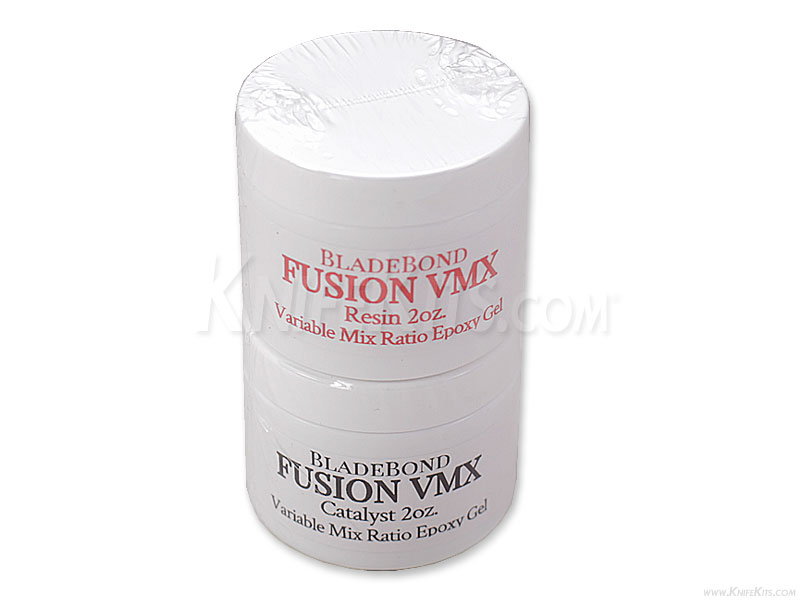 BLADEBOND
FUSION VMX
Resin 2oz.
Variable Mix Ratio Epoxy Gel
KNIFEKITS.COM
BLADEBOND
FUSION VMX
Catalyst 2oz.
Variable Mix Ratio Epoxy Gel
WWW.KNIFEKITS.COM